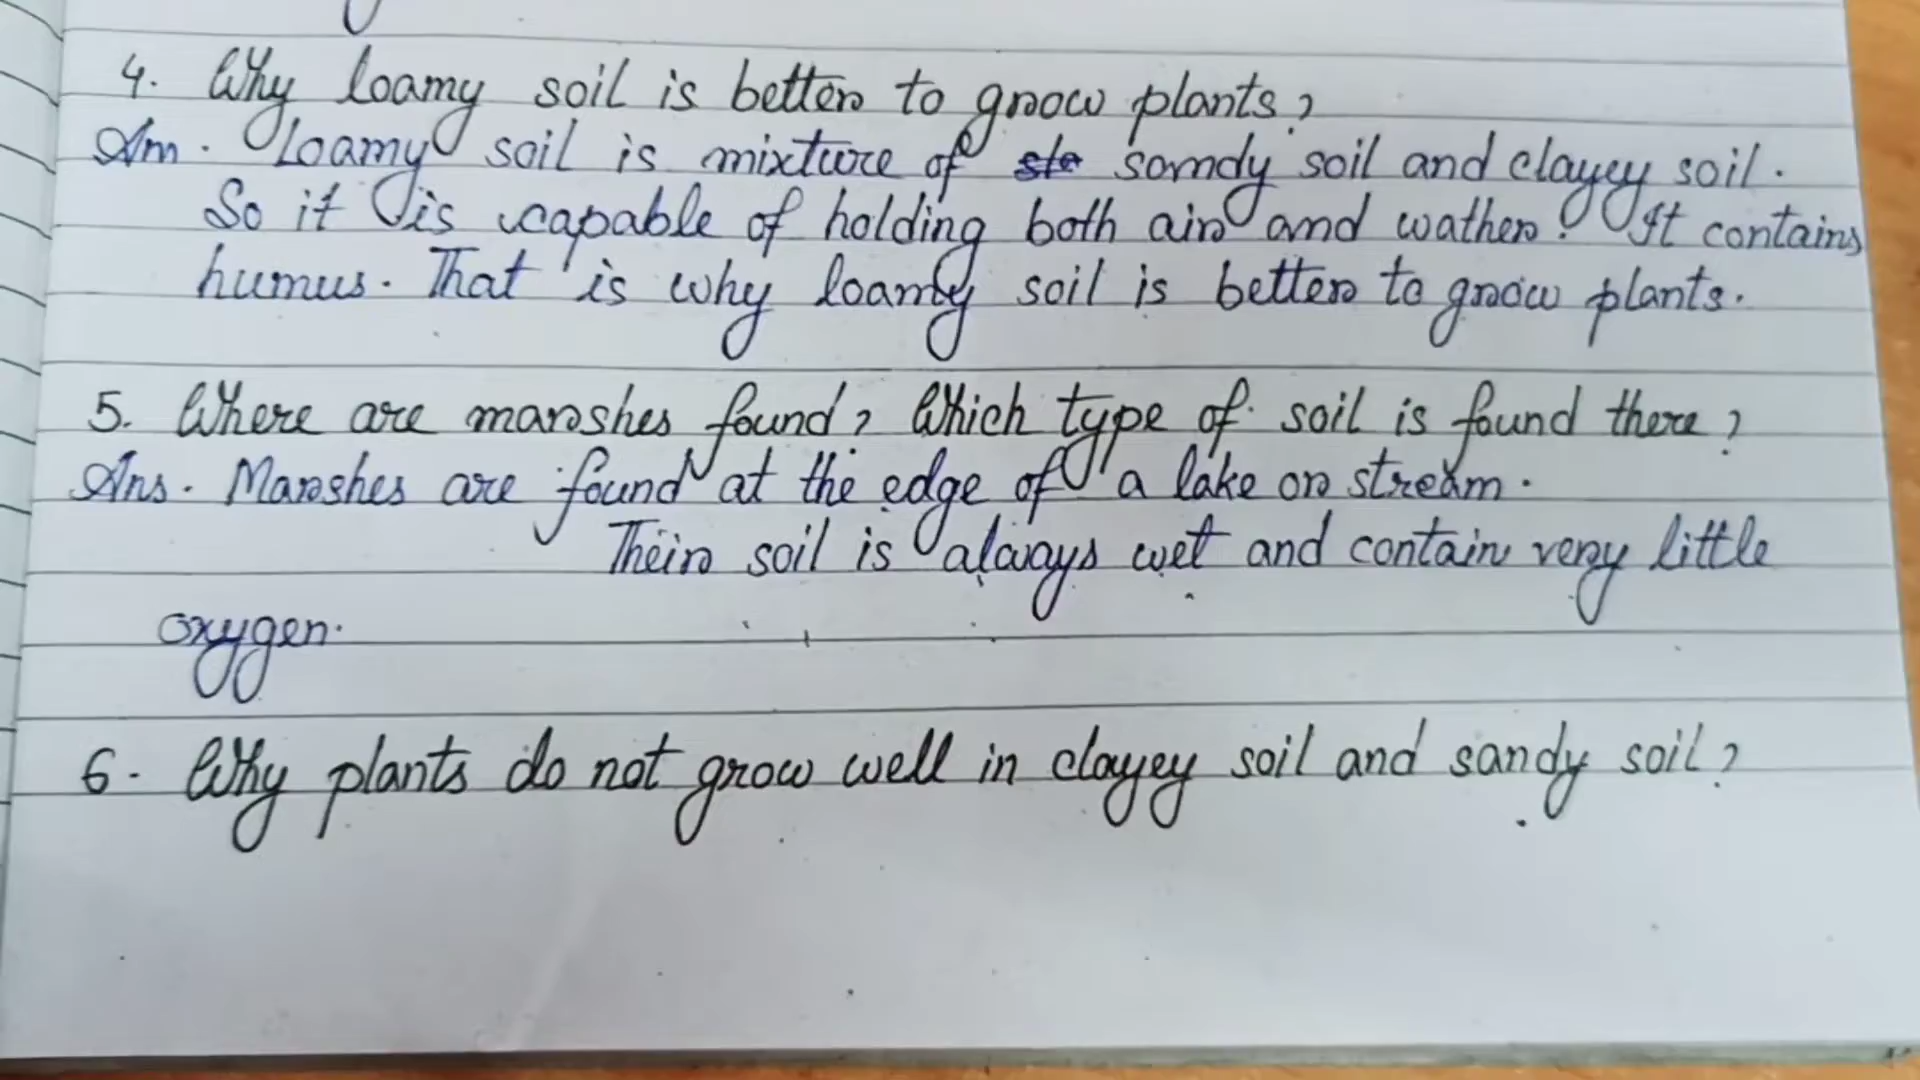 4. Why loamy soil is better to grow plants?
Ans. Loamy soil is mixture of sandy soil and clayey soil.
So it is capable of holding both air and wather. It contains
humus. That is why loamy soil is better to grow plants.
5. Where are marshes found? Which type of soil is found there?
Ans. Marshes are found at the edge of a lake or stream.
Their soil is always wet and contain very little
oxygen.
6. Why plants do not grow well in clayey soil and sandy soil?